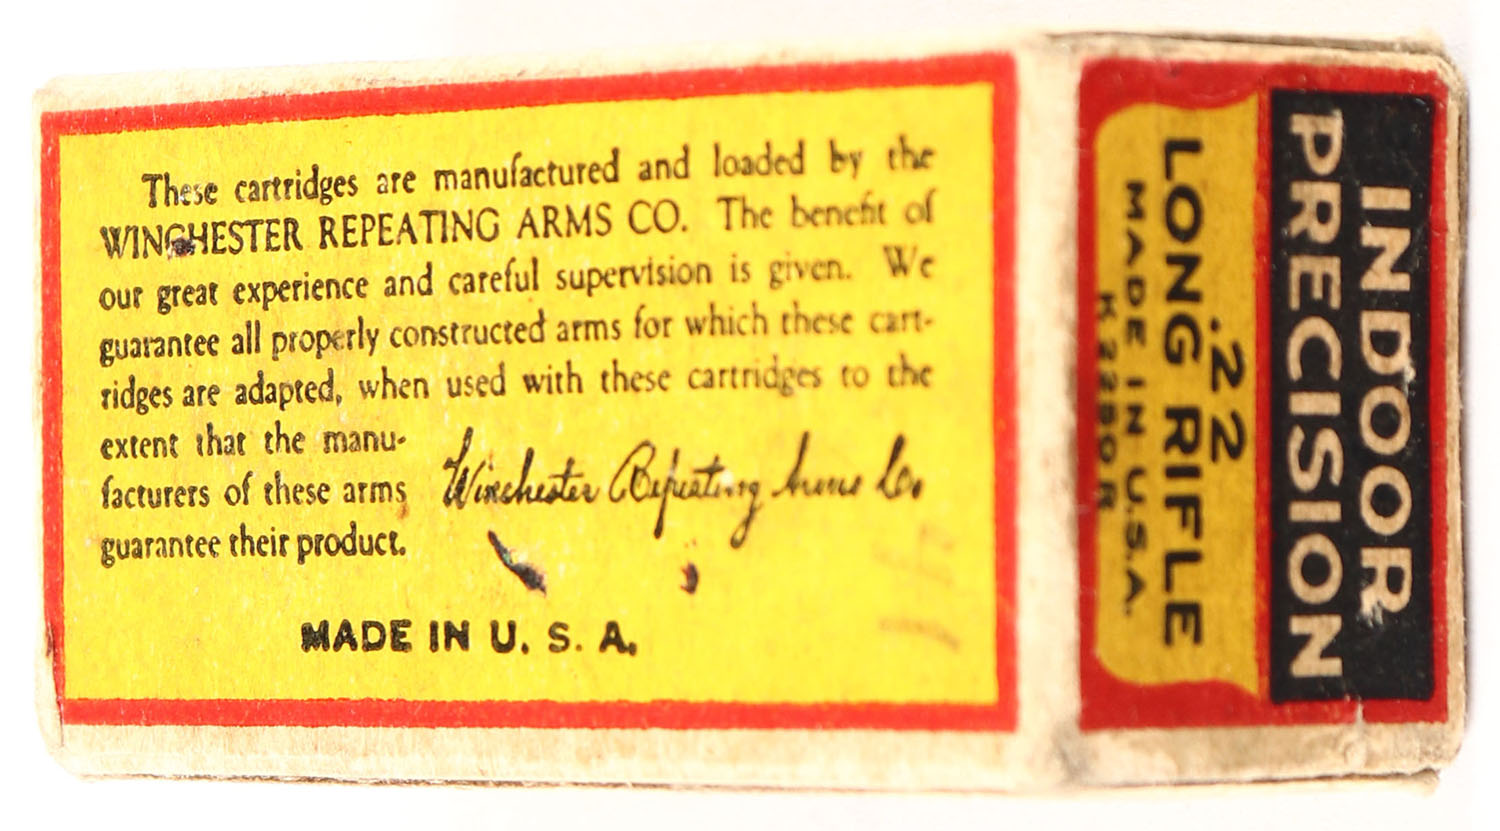 These cartridges are manufactured and loaded by the
WINCHESTER REPEATING ARMS CO. The benefit of
our great experience and careful supervision is given. We
guarantee all properly constructed arms for which these cart-
ridges are adapted, when used with these cartridges to the
extent that the manu-
facturers of these arms
guarantee their product.
Winchester Repeating Arms Co.
MADE IN U. S. A.
INDOOR
PRECISION
.22
LONG RIFLE
MADE IN U.S.A.